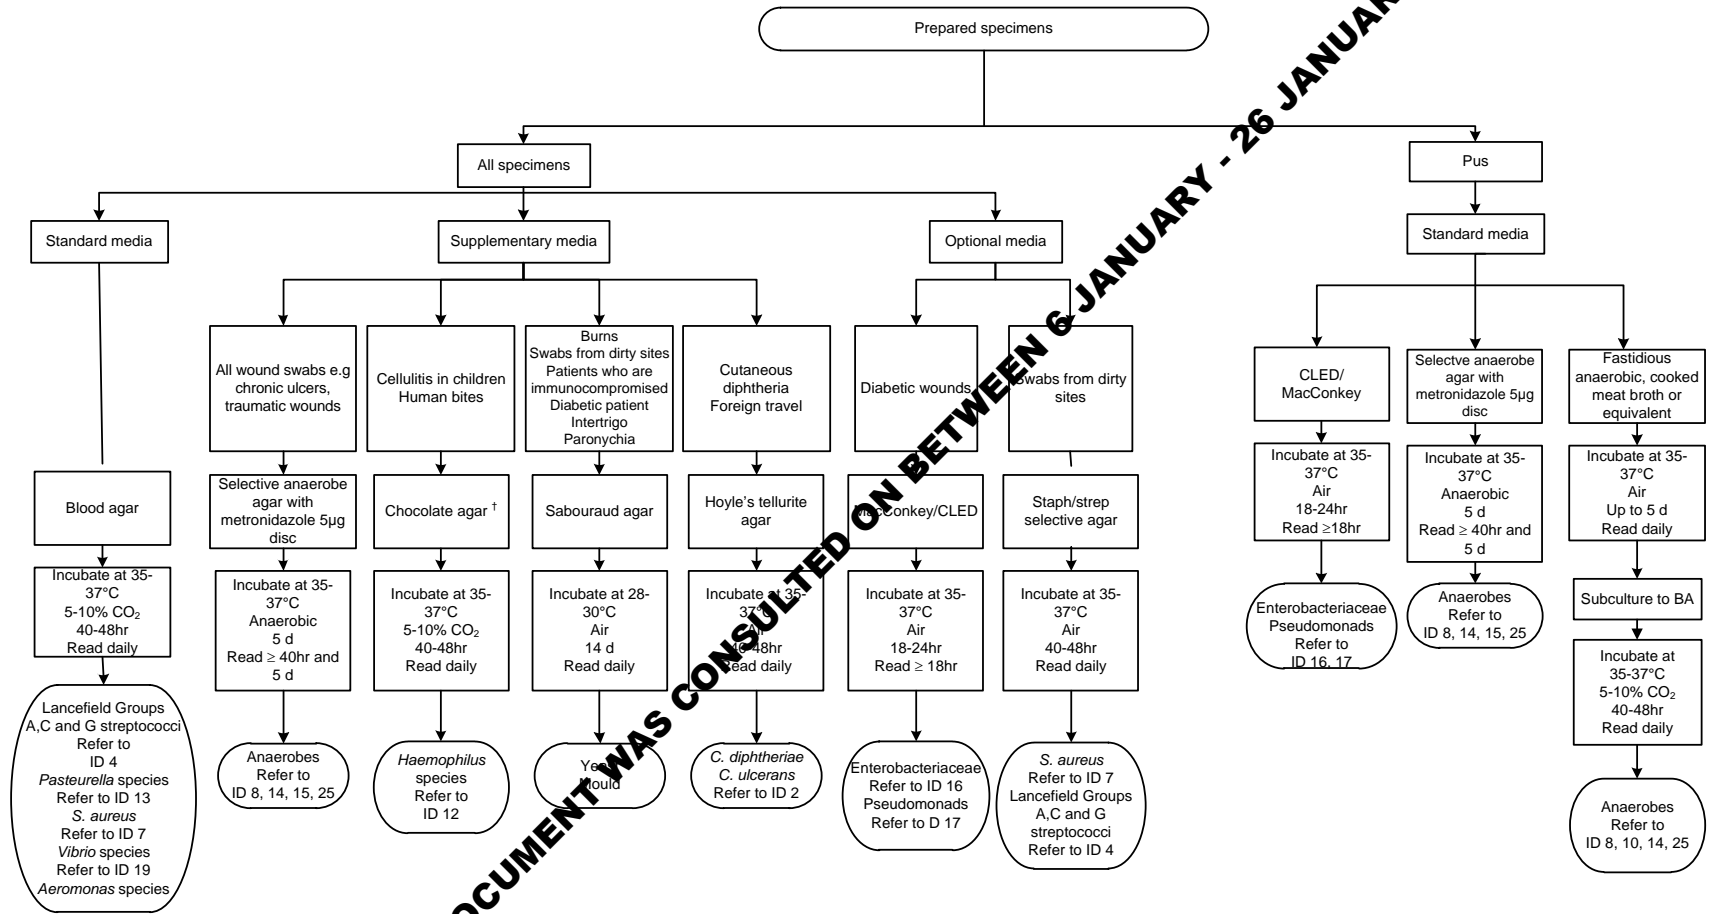 Prepared specimens
All specimens
Pus
Standard media
Supplementary media
Optional media
Standard media
All wound swabs e.g
chronic ulcers,
traumatic wounds
Cellulitis in children
Human bites
Burns
Swabs from dirty sites
Patients who are
immunocompromised
Diabetic patient
Intertrigo
Paronychia
Cutaneous
diphtheria
Foreign travel
Diabetic wounds
Swabs from dirty
sites
CLED/
MacConkey
Selectve anaerobe
agar with
metronidazole 5µg
disc
Fastidious
anaerobic, cooked
meat broth or
equivalent
Blood agar
Selective anaerobe
agar with
metronidazole 5µg
disc
Chocolate agar †
Sabouraud agar
Hoyle's tellurite
agar
MacConkey/CLED
Staph/strep
selective agar
Incubate at 35-
37°C
Air
18-24hr
Read ≥18hr
Incubate at 35-
37°C
Anaerobic
5 d
Read ≥ 40hr and
5 d
Incubate at 35-
37°C
Air
Up to 5 d
Read daily
Incubate at 35-
37°C
5-10% CO₂
40-48hr
Read daily
Incubate at 35-
37°C
Anaerobic
5 d
Read ≥ 40hr and
5 d
Incubate at 35-
37°C
5-10% CO₂
40-48hr
Read daily
Incubate at 28-
30°C
Air
14 d
Read daily
Incubate at 35-
37°C
Air
40-48hr
Read daily
Incubate at 35-
37°C
Air
18-24hr
Read ≥ 18hr
Incubate at 35-
37°C
Air
40-48hr
Read daily
Enterobacteriaceae
Pseudomonads
Refer to
ID 16, 17
Anaerobes
Refer to
ID 8, 14, 15, 25
Subculture to BA
Incubate at
35-37°C
5-10% CO₂
40-48hr
Read daily
Lancefield Groups
A,C and G streptococci
Refer to
ID 4
Pasteurella species
Refer to ID 13
S. aureus
Refer to ID 7
Vibrio species
Refer to ID 19
Aeromonas species
Anaerobes
Refer to
ID 8, 14, 15, 25
Haemophilus
species
Refer to
ID 12
Mould
C. diphtheriae
C. ulcerans
Refer to ID 2
Enterobacteriaceae
Refer to ID 16
Pseudomonads
Refer to D 17
S. aureus
Refer to ID 7
Lancefield Groups
A,C and G
streptococci
Refer to ID 4
Anaerobes
Refer to
ID 8, 10, 14, 25
WAS CONSULTED ON BETWEEN 6 JANUARY - 26